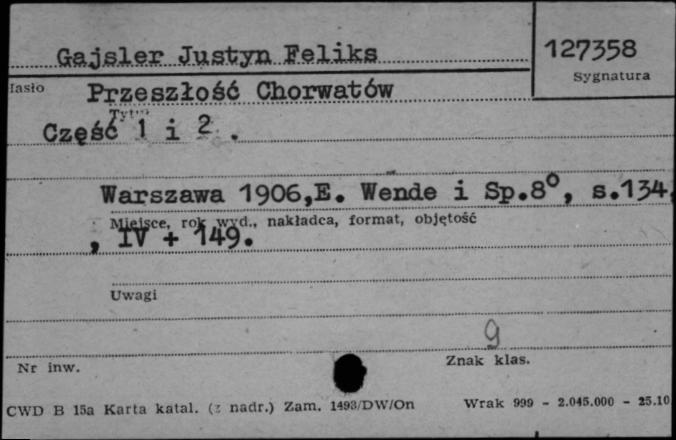 Gajsler Justyn Feliks
127358
Hasło
Sygnatura
Przeszłość Chorwatów
Tytuł
Część 1 i 2 .
Warszawa 1906,E. Wende i Sp.8°, s.134,
Miejsce, rok wyd., nakładca, format, objętość
, IV + 149.
Uwagi
9
Nr inw.
Znak klas.
CWD B 15a Karta katal. (z nadr.) Zam. 1493/DW/On
Wrak 999 - 2.045.000 - 25.10